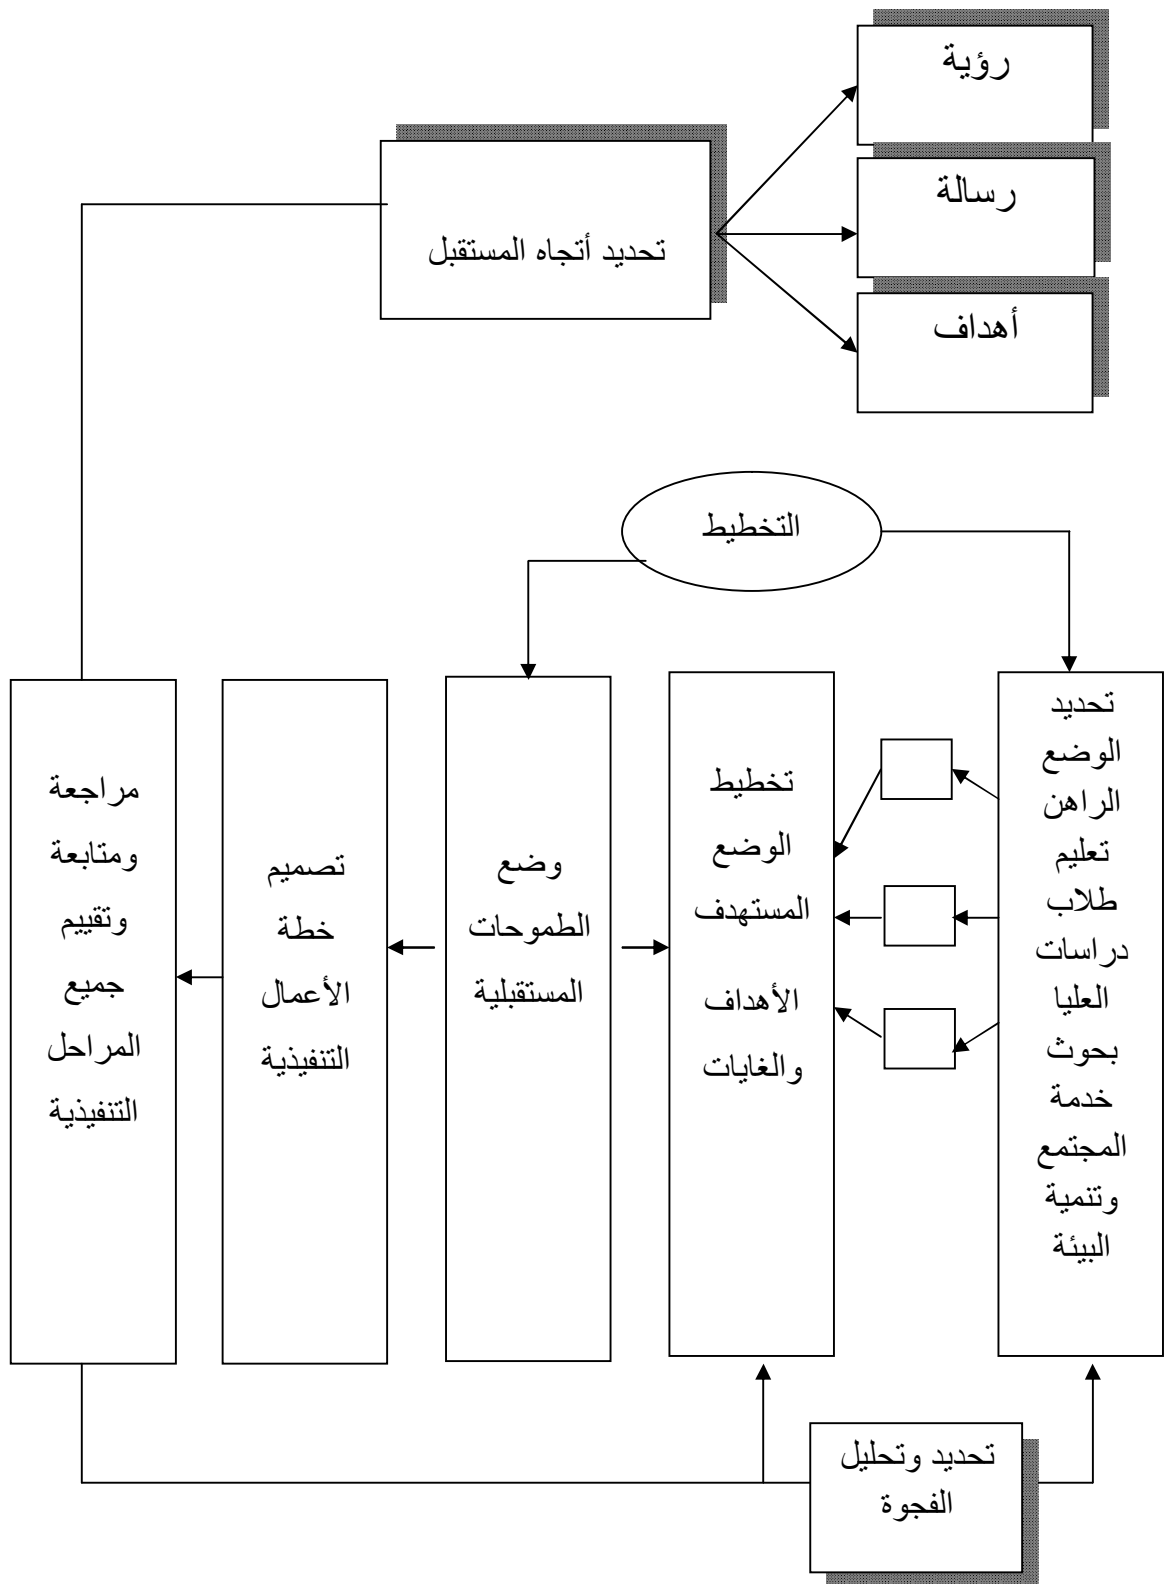 رؤية
رسالة
تحديد أتجاه المستقبل
أهداف
التخطيط
تحديد
الوضع
الراهن
تعليم
طلاب
دراسات
العليا
بحوث
خدمة
المجتمع
وتنمية
البيئة
تخطيط
الوضع
المستهدف
الأهداف
والغايات
وضع
الطموحات
المستقبلية
تصميم
خطة
الأعمال
التنفيذية
مراجعة
ومتابعة
وتقييم
جميع
المراحل
التنفيذية
تحديد وتحليل
الفجوة